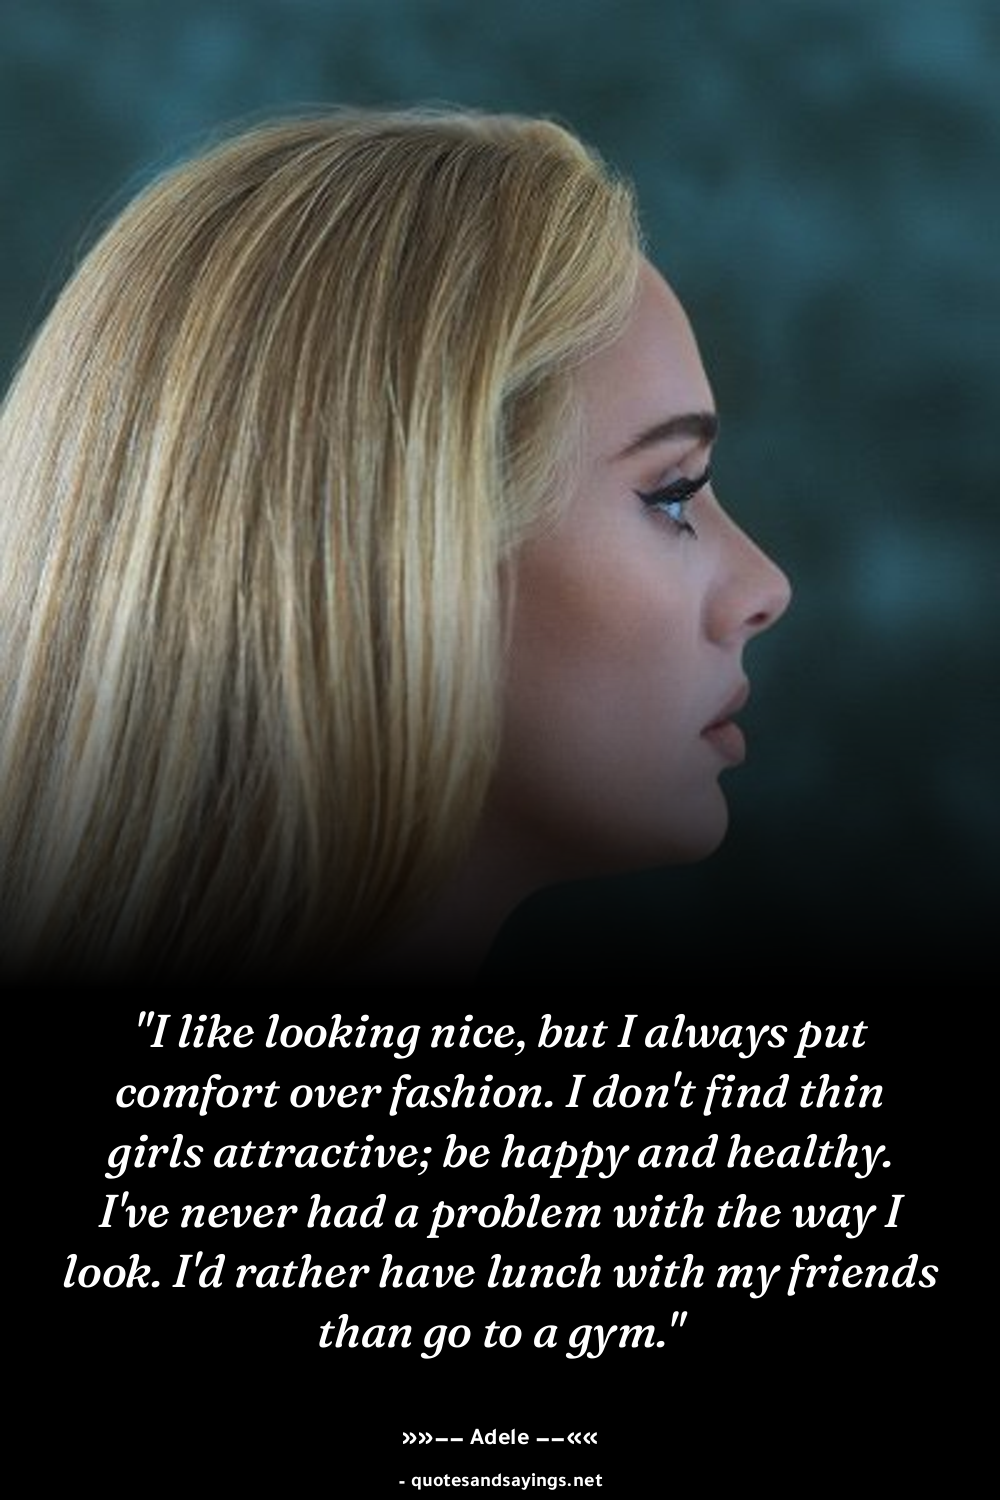 "I like looking nice, but I always put
comfort over fashion. I don't find thin
girls attractive; be happy and healthy.
I've never had a problem with the way I
look. I'd rather have lunch with my friends
than go to a gym."
»»–– Adele ––««
- quotesandsayings.net